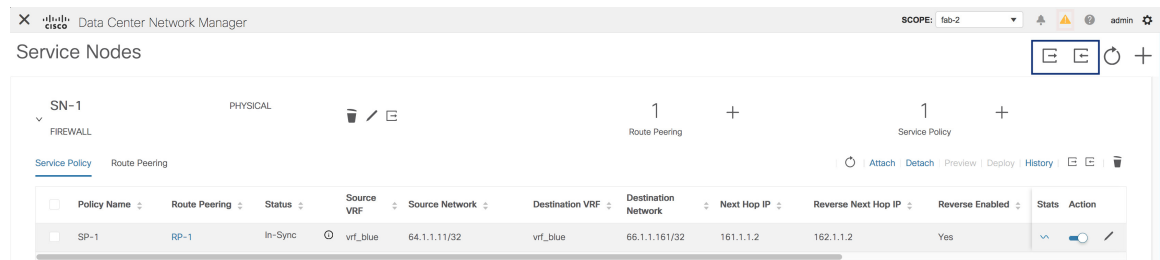 CISCO Data Center Network Manager SCOPE: fab-2 admin
Service Nodes
SN-1 PHYSICAL 1 1
FIREWALL Route Peering Service Policy
Service Policy Route Peering Attach Detach Preview Deploy History
Policy Name Route Peering Status Source VRF Source Network Destination VRF Destination Network Next Hop IP Reverse Next Hop IP Reverse Enabled Stats Action
SP-1 RP-1 In-Sync vrf_blue 64.1.1.11/32 vrf_blue 66.1.1.161/32 161.1.1.2 162.1.1.2 Yes